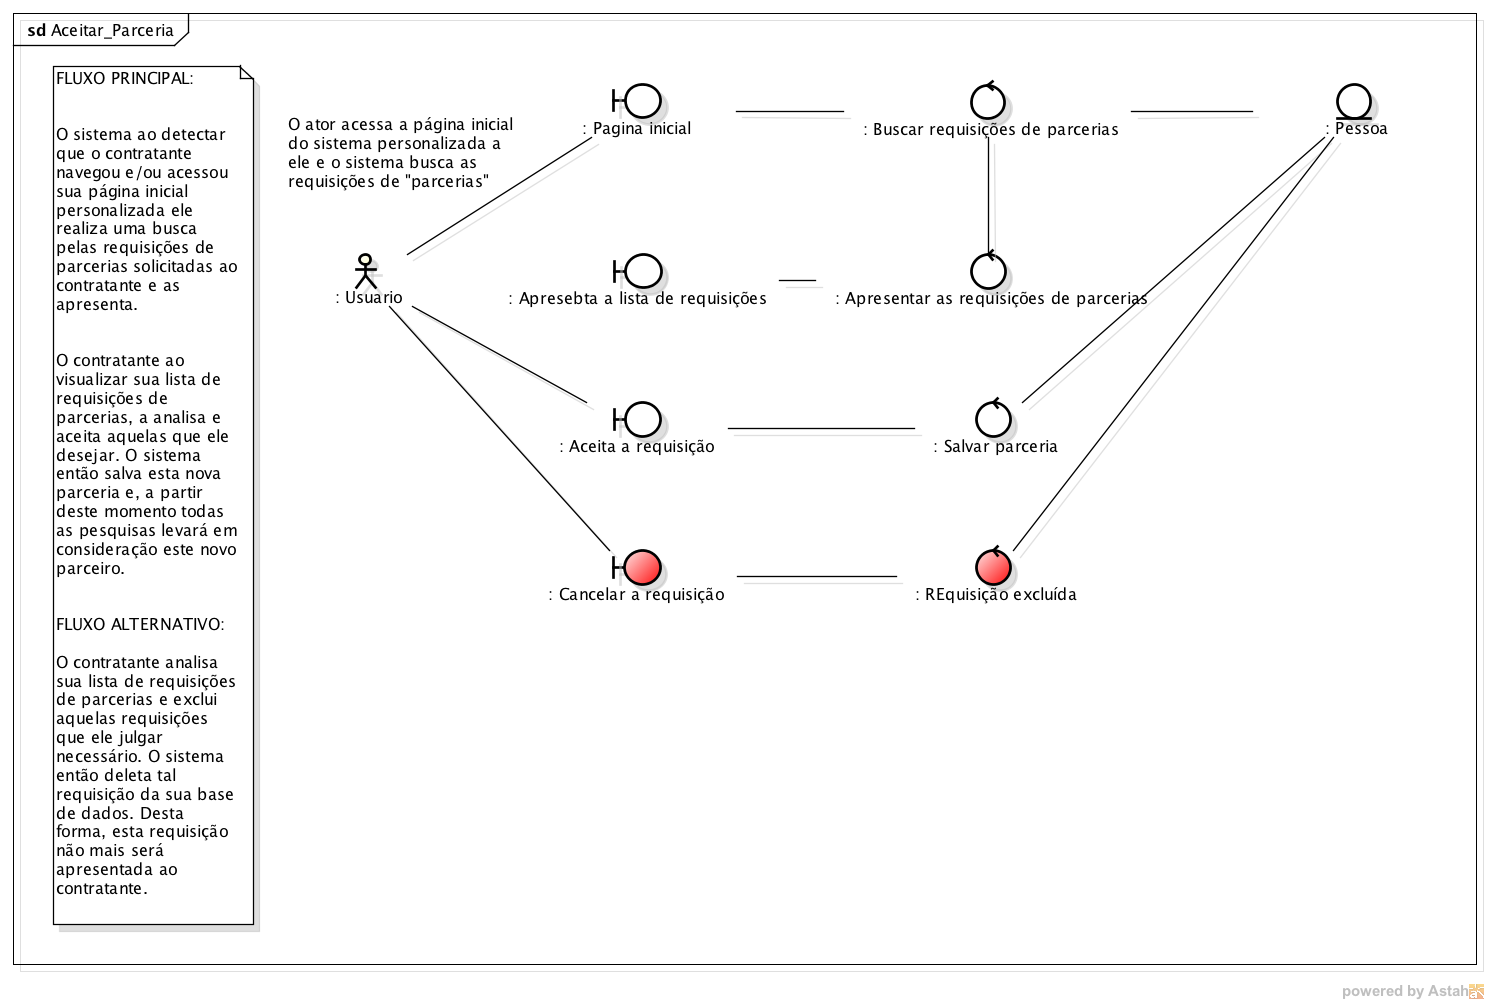 sd Aceitar_Parceria
FLUXO PRINCIPAL:
O sistema ao detectar
que o contratante
navegou e/ou acessou
sua página inicial
personalizada ele
realiza uma busca
pelas requisições de
parcerias solicitadas ao
contratante e as
apresenta.
O contratante ao
visualizar sua lista de
requisições de
parcerias, a analisa e
aceita aquelas que ele
desejar. O sistema
então salva esta nova
parceria e, a partir
deste momento todas
as pesquisas levará em
consideração este novo
parceiro.
FLUXO ALTERNATIVO:
O contratante analisa
sua lista de requisições
de parcerias e exclui
aquelas requisições
que ele julgar
necessário. O sistema
então deleta tal
requisição da sua base
de dados. Desta
forma, esta requisição
não mais será
apresentada ao
contratante.
O ator acessa a página inicial
do sistema personalizada a
ele e o sistema busca as
requisições de "parcerias"
: Pagina inicial
: Buscar requisições de parcerias
: Pessoa
: Usuario
: Apresebta a lista de requisições
: Apresentar as requisições de parcerias
: Aceita a requisição
: Salvar parceria
: Cancelar a requisição
: REquisição excluída
powered by Astah